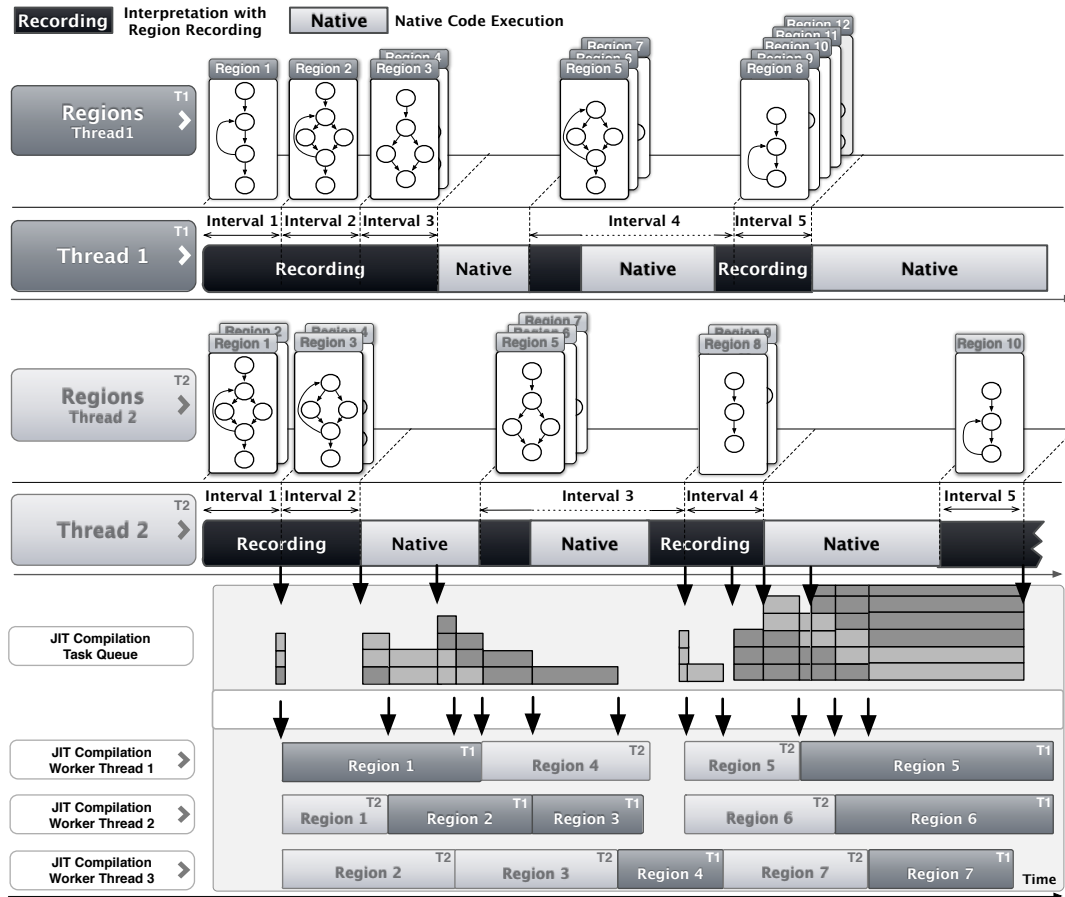 Recording
Interpretation with
Region Recording
Native
Native Code Execution
Region 1
Region 2
Region 3
Region 4
Region 5
Region 6
Region 7
Region 8
Region 9
Region 10
Region 11
Region 12
T1
Regions
Thread1
Interval 1
Interval 2
Interval 3
Interval 4
Interval 5
T1
Thread 1
Recording
Native
Native
Recording
Native
Region 1
Region 2
Region 3
Region 4
Region 5
Region 6
Region 7
Region 8
Region 9
Region 10
T2
Regions
Thread 2
Interval 1
Interval 2
Interval 3
Interval 4
Interval 5
T2
Thread 2
Recording
Native
Native
Recording
Native
JIT Compilation
Task Queue
JIT Compilation
Worker Thread 1
Region 1 T1
Region 4 T2
Region 5 T2
Region 5 T1
JIT Compilation
Worker Thread 2
Region 1 T2
Region 2 T1
Region 3 T1
Region 6 T2
Region 6 T1
JIT Compilation
Worker Thread 3
Region 2 T2
Region 3 T2
Region 4 T1
Region 7 T2
Region 7 T1
Time